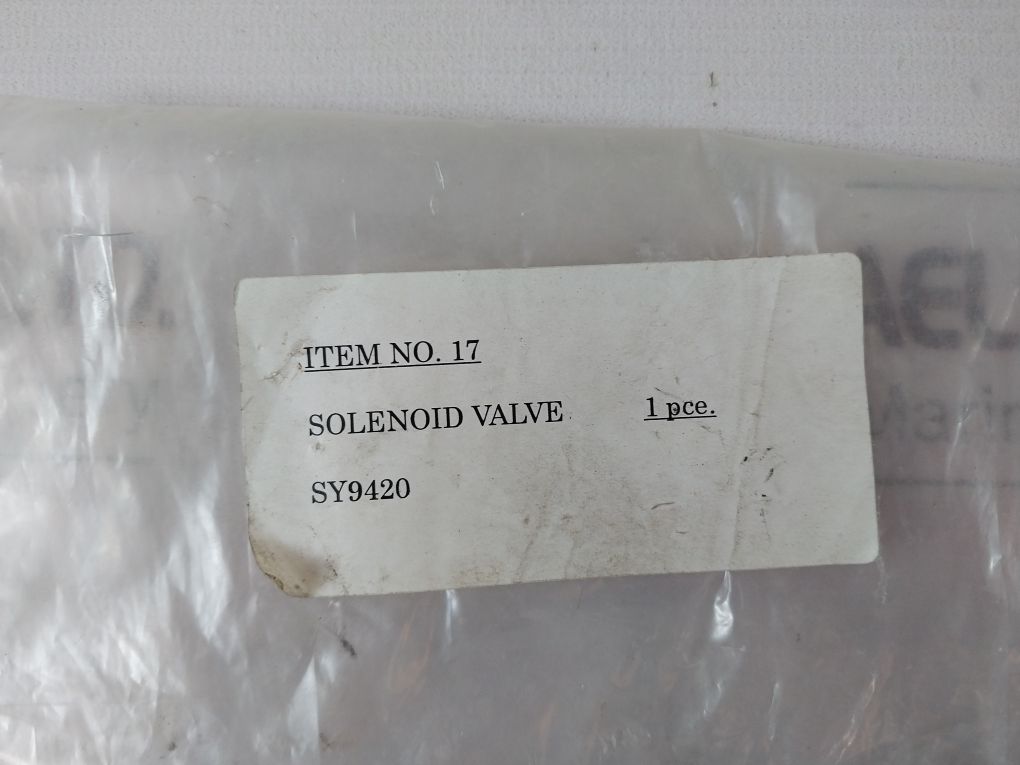 ITEM NO. 17
SOLENOID VALVE 1 pce.
SY9420